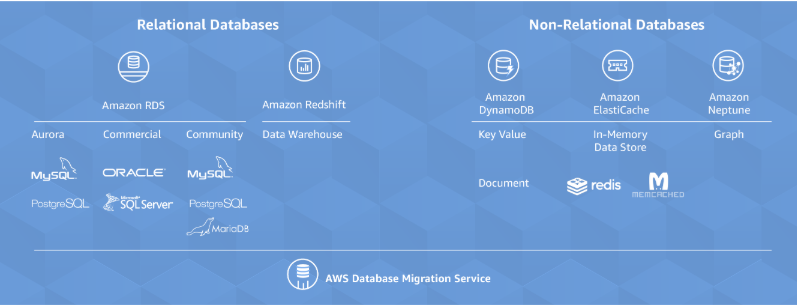 Relational Databases
Non-Relational Databases
Amazon RDS
Amazon Redshift
Amazon
DynamoDB
Amazon
ElastiCache
Amazon
Neptune
Aurora
Commercial
Community
Data Warehouse
Key Value
In-Memory
Data Store
Graph
MySQL
ORACLE
MySQL
Document
redis
MEMCACHED
PostgreSQL
Microsoft
SQL Server
PostgreSQL
MariaDB
AWS Database Migration Service